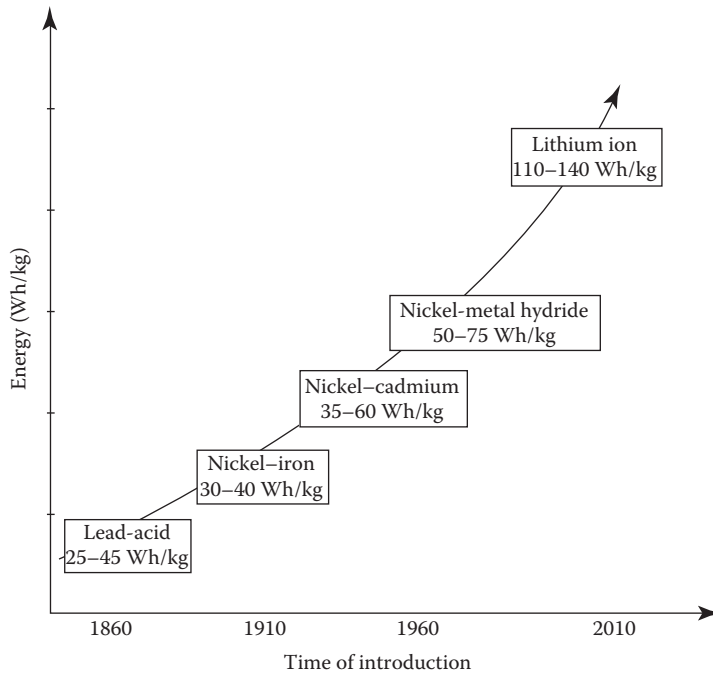 Energy (Wh/kg)
Lithium ion
110–140 Wh/kg
Nickel-metal hydride
50–75 Wh/kg
Nickel–cadmium
35–60 Wh/kg
Nickel–iron
30–40 Wh/kg
Lead-acid
25–45 Wh/kg
1860 1910 1960 2010
Time of introduction